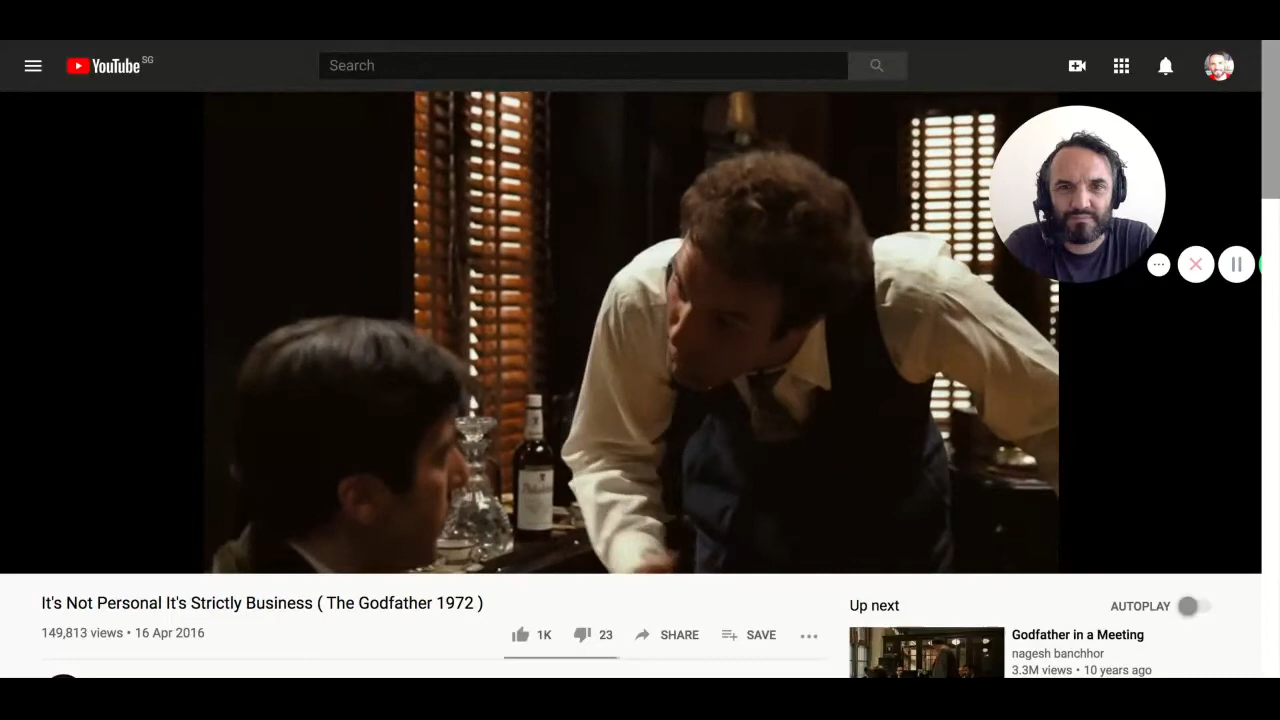 YouTube SG
Search
It's Not Personal It's Strictly Business ( The Godfather 1972 )
149,813 views • 16 Apr 2016
1K
23
SHARE
SAVE
Up next
AUTOPLAY
Godfather in a Meeting
nagesh banchhor
3.3M views • 10 years ago